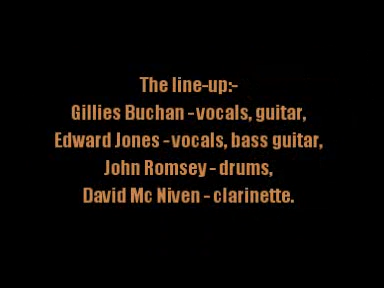 The line-up:-
Gillies Buchan - vocals, guitar,
Edward Jones - vocals, bass guitar,
John Romsey - drums,
David Mc Niven - clarinette.